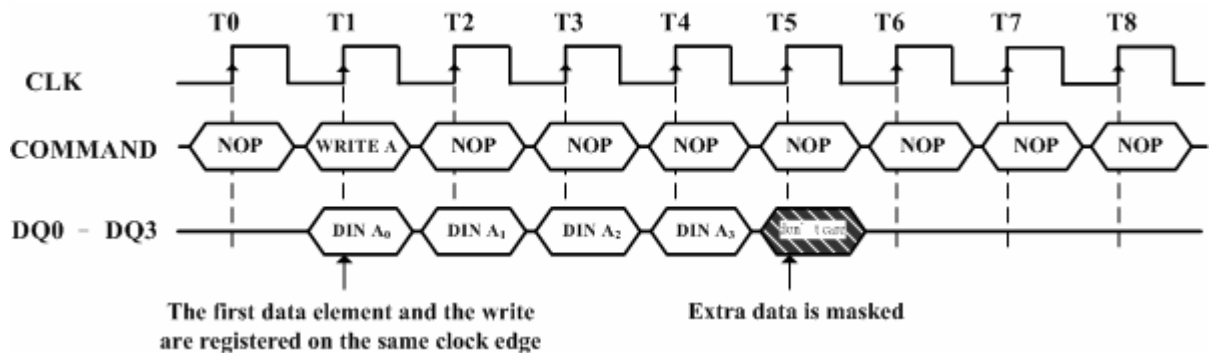 T0 T1 T2 T3 T4 T5 T6 T7 T8
CLK
COMMAND NOP WRITE A NOP NOP NOP NOP NOP NOP NOP
DQ0 – DQ3 DIN A₀ DIN A₁ DIN A₂ DIN A₃ don’t care
The first data element and the write
are registered on the same clock edge
Extra data is masked